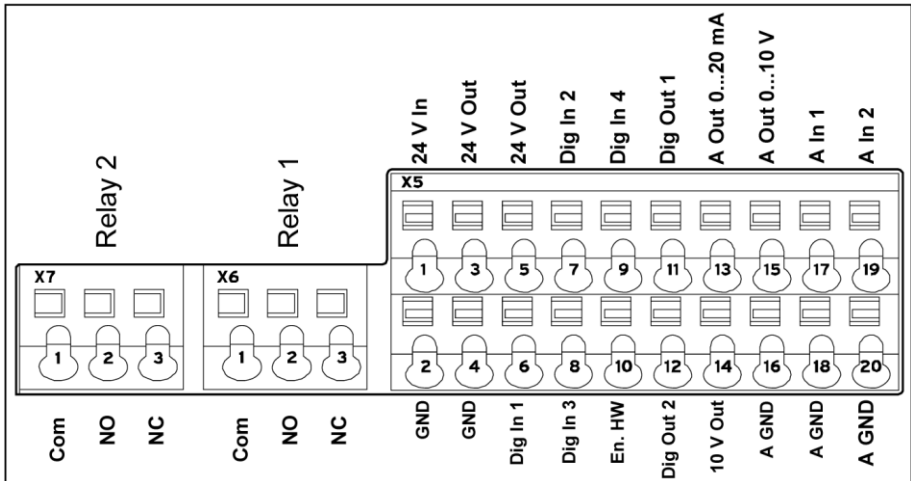 24 V In
24 V Out
24 V Out
Dig In 2
Dig In 4
Dig Out 1
A Out 0...20 mA
A Out 0...10 V
A In 1
A In 2
Relay 2
Relay 1
X5
1 3 5 7 9 11 13 15 17 19
X7
X6
1 2 3
1 2 3
2 4 6 8 10 12 14 16 18 20
Com
NO
NC
Com
NO
NC
GND
GND
Dig In 1
Dig In 3
En. HW
Dig Out 2
10 V Out
A GND
A GND
A GND